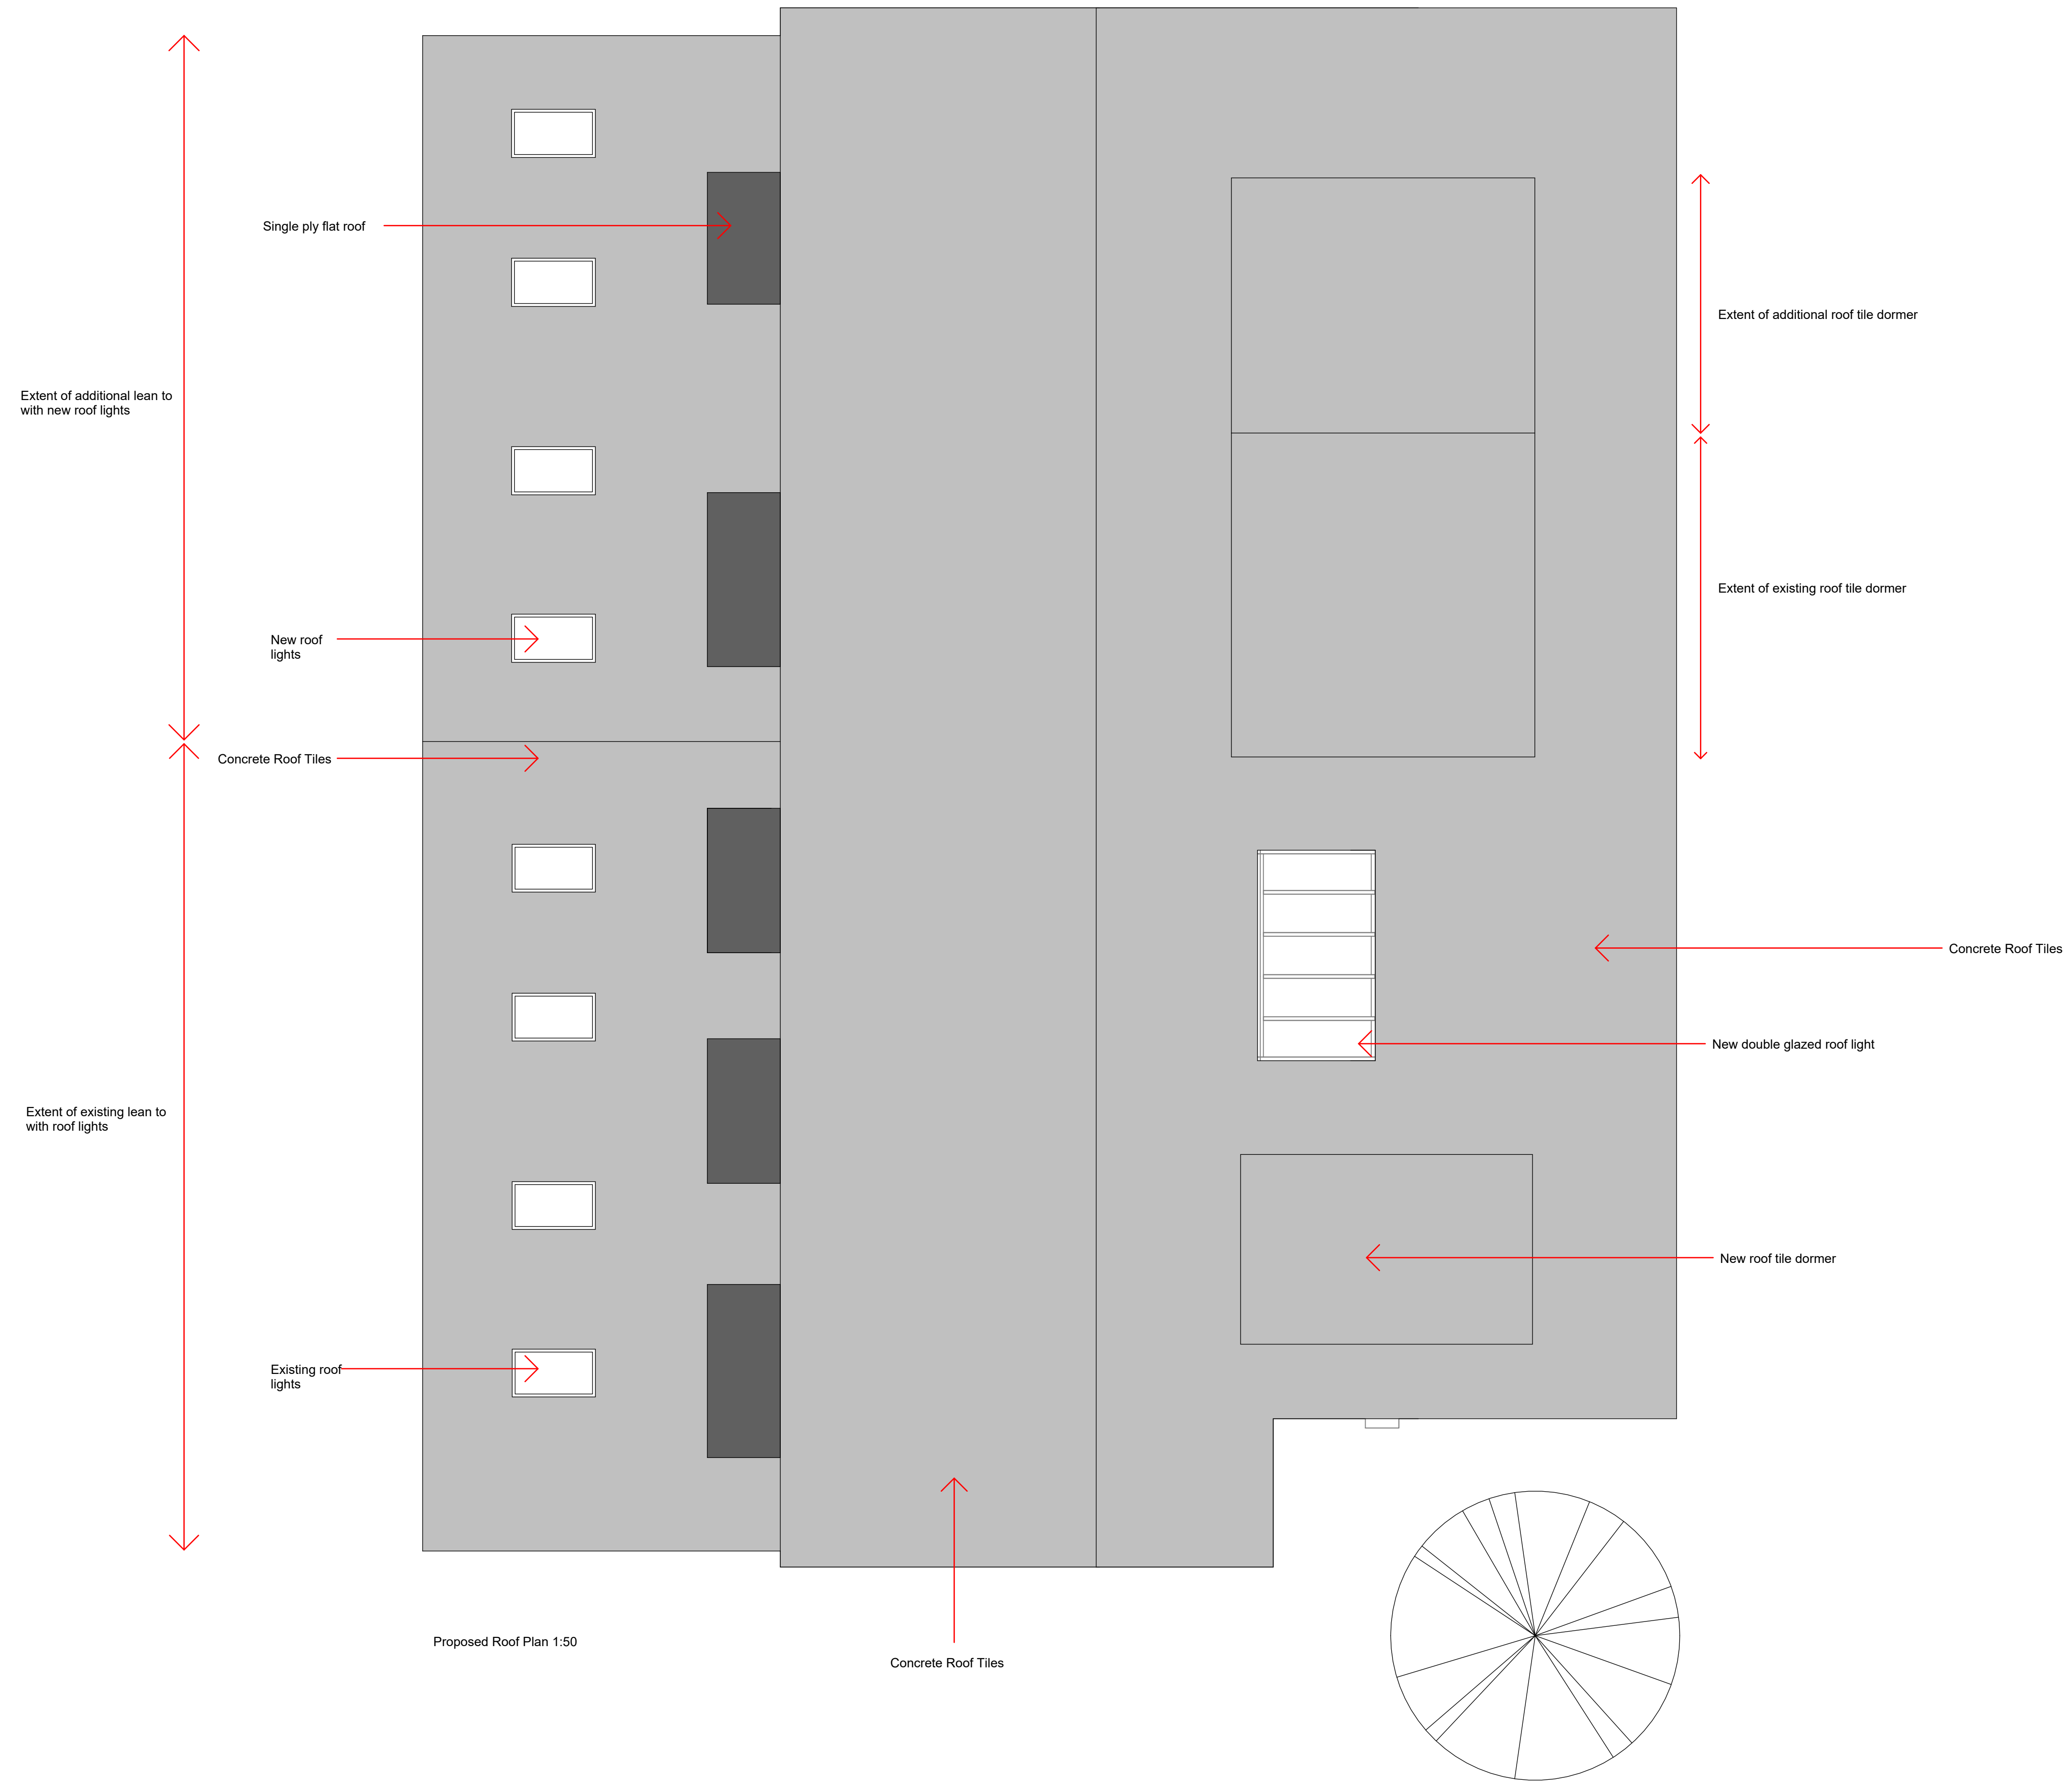 Single ply flat roof
Extent of additional roof tile dormer
Extent of additional lean to
with new roof lights
Extent of existing roof tile dormer
New roof
lights
Concrete Roof Tiles
Concrete Roof Tiles
New double glazed roof light
Extent of existing lean to
with roof lights
New roof tile dormer
Existing roof
lights
Proposed Roof Plan 1:50
Concrete Roof Tiles